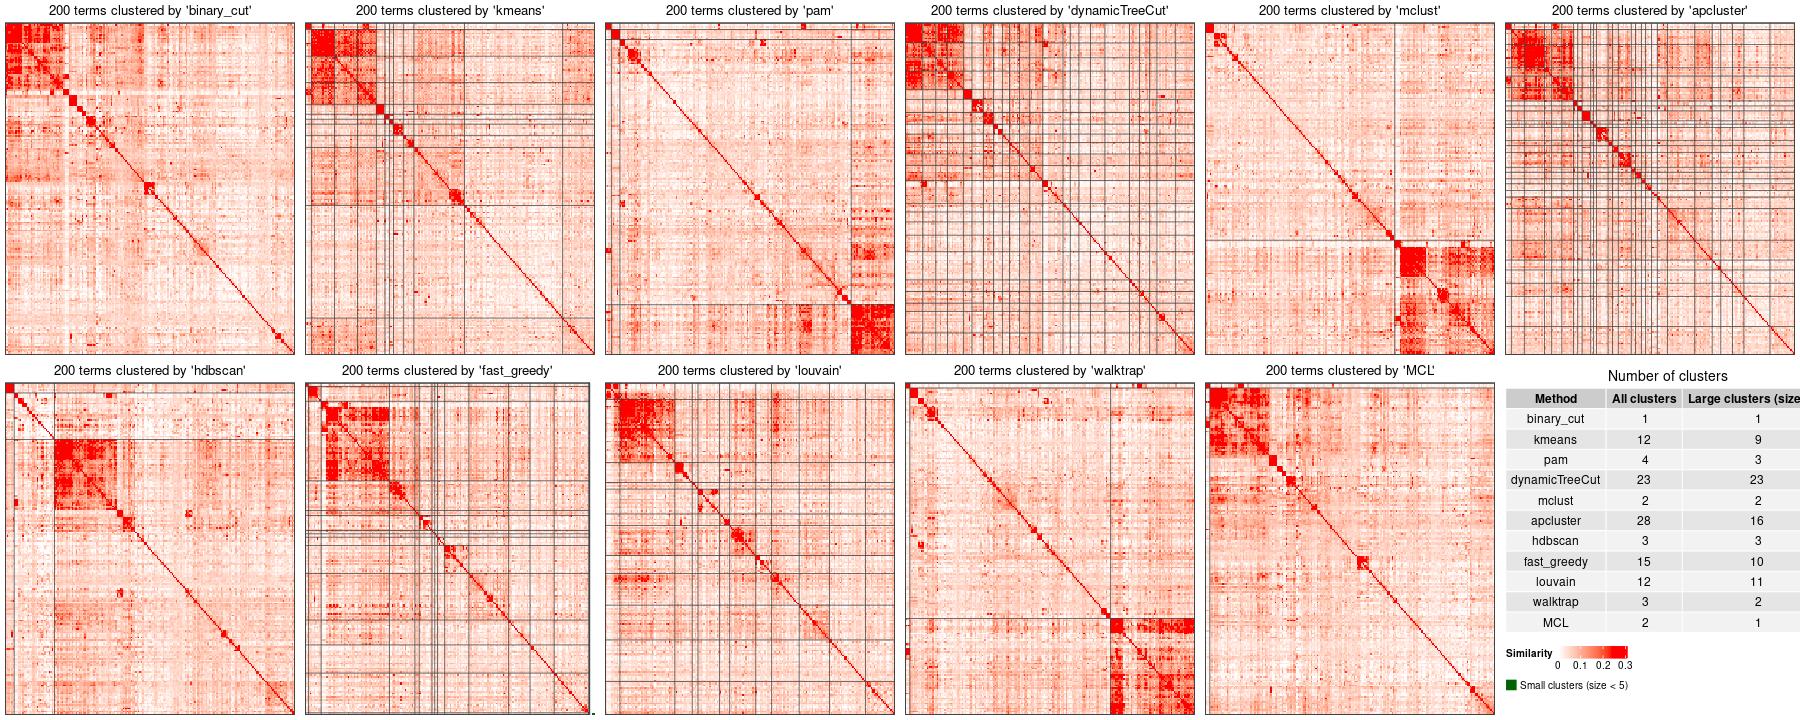 200 terms clustered by 'binary_cut'
200 terms clustered by 'kmeans'
200 terms clustered by 'pam'
200 terms clustered by 'dynamicTreeCut'
200 terms clustered by 'mclust'
200 terms clustered by 'apcluster'
200 terms clustered by 'hdbscan'
200 terms clustered by 'fast_greedy'
200 terms clustered by 'louvain'
200 terms clustered by 'walktrap'
200 terms clustered by 'MCL'
Number of clusters
Method All clusters Large clusters (size
binary_cut 1 1
kmeans 12 9
pam 4 3
dynamicTreeCut 23 23
mclust 2 2
apcluster 28 16
hdbscan 3 3
fast_greedy 15 10
louvain 12 11
walktrap 3 2
MCL 2 1
Similarity
0 0.1 0.2 0.3
Small clusters (size < 5)